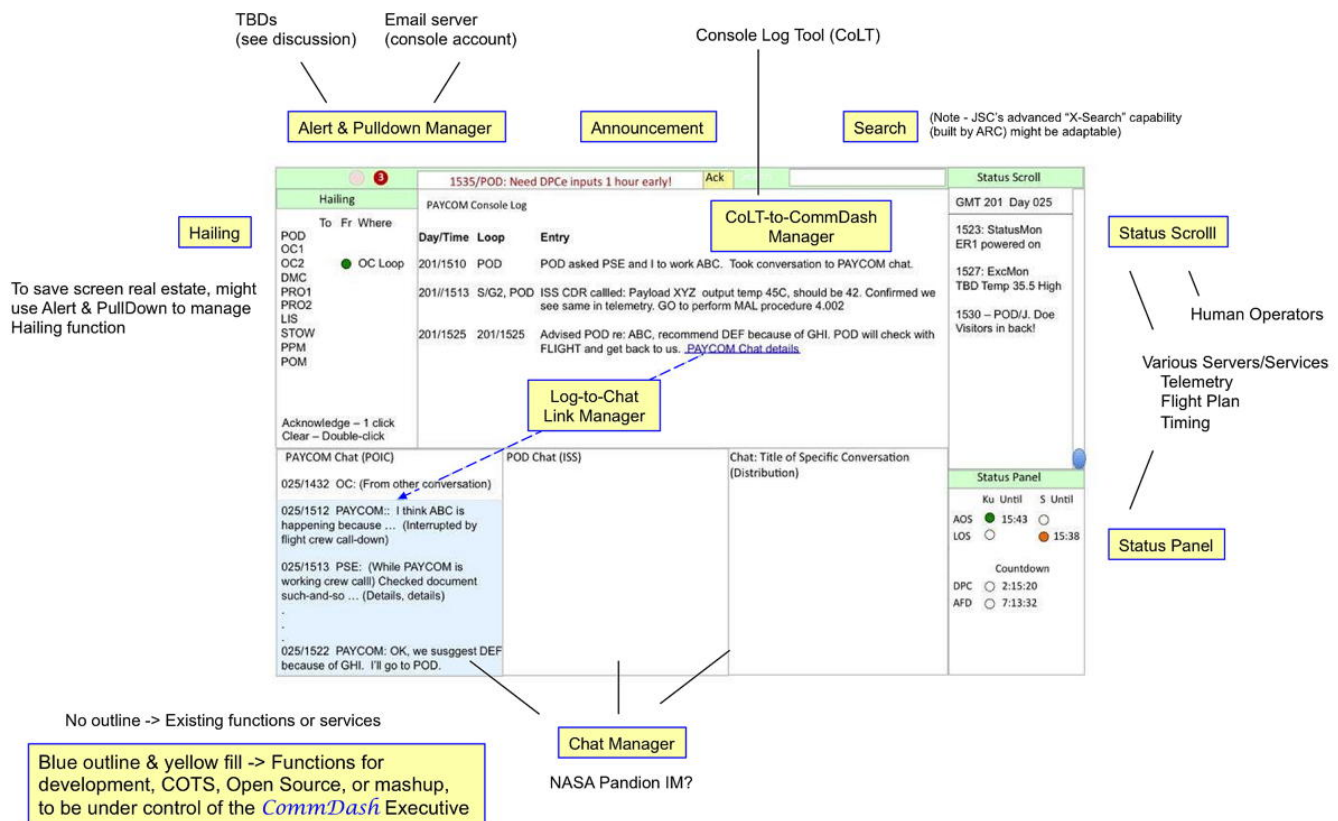 TBDs
(see discussion)
Email server
(console account)
Console Log Tool (CoLT)
Alert & Pulldown Manager
Announcement
Search
(Note - JSC's advanced "X-Search" capability
(built by ARC) might be adaptable)
3
1535/POD: Need DPCe inputs 1 hour early!
Ack
Status Scroll
Hailing
To Fr Where
POD
OC1
OC2 OC Loop
DMC
PRO1
PRO2
LIS
STOW
PPM
POM
Acknowledge – 1 click
Clear – Double-click
PAYCOM Console Log
CoLT-to-CommDash
Manager
Day/Time Loop Entry
201/1510 POD POD asked PSE and I to work ABC. Took conversation to PAYCOM chat.
201//1513 S/G2, POD ISS CDR callled: Payload XYZ output temp 45C, should be 42. Confirmed we
see same in telemetry. GO to perform MAL procedure 4.002
201/1525 201/1525 Advised POD re: ABC, recommend DEF because of GHI. POD will check with
FLIGHT and get back to us. PAYCOM Chat details
Log-to-Chat
Link Manager
GMT 201 Day 025
1523: StatusMon
ER1 powered on
1527: ExcMon
TBD Temp 35.5 High
1530 – POD/J. Doe
Visitors in back!
Hailing
To save screen real estate, might
use Alert & PullDown to manage
Hailing function
Status Scrolll
Human Operators
Various Servers/Services
Telemetry
Flight Plan
Timing
Status Panel
PAYCOM Chat (POIC)
025/1432 OC: (From other conversation)
025/1512 PAYCOM:: I think ABC is
happening because … (Interrupted by
flight crew call-down)
025/1513 PSE: (While PAYCOM is
working crew calll) Checked document
such-and-so … (Details, details)
.
.
.
025/1522 PAYCOM: OK, we susggest DEF
because of GHI. I'll go to POD.
POD Chat (ISS)
Chat: Title of Specific Conversation
(Distribution)
Status Panel
Ku Until S Until
AOS 15:43
LOS 15:38
Countdown
DPC 2:15:20
AFD 7:13:32
No outline -> Existing functions or services
Blue outline & yellow fill -> Functions for
development, COTS, Open Source, or mashup,
to be under control of the CommDash Executive
Chat Manager
NASA Pandion IM?